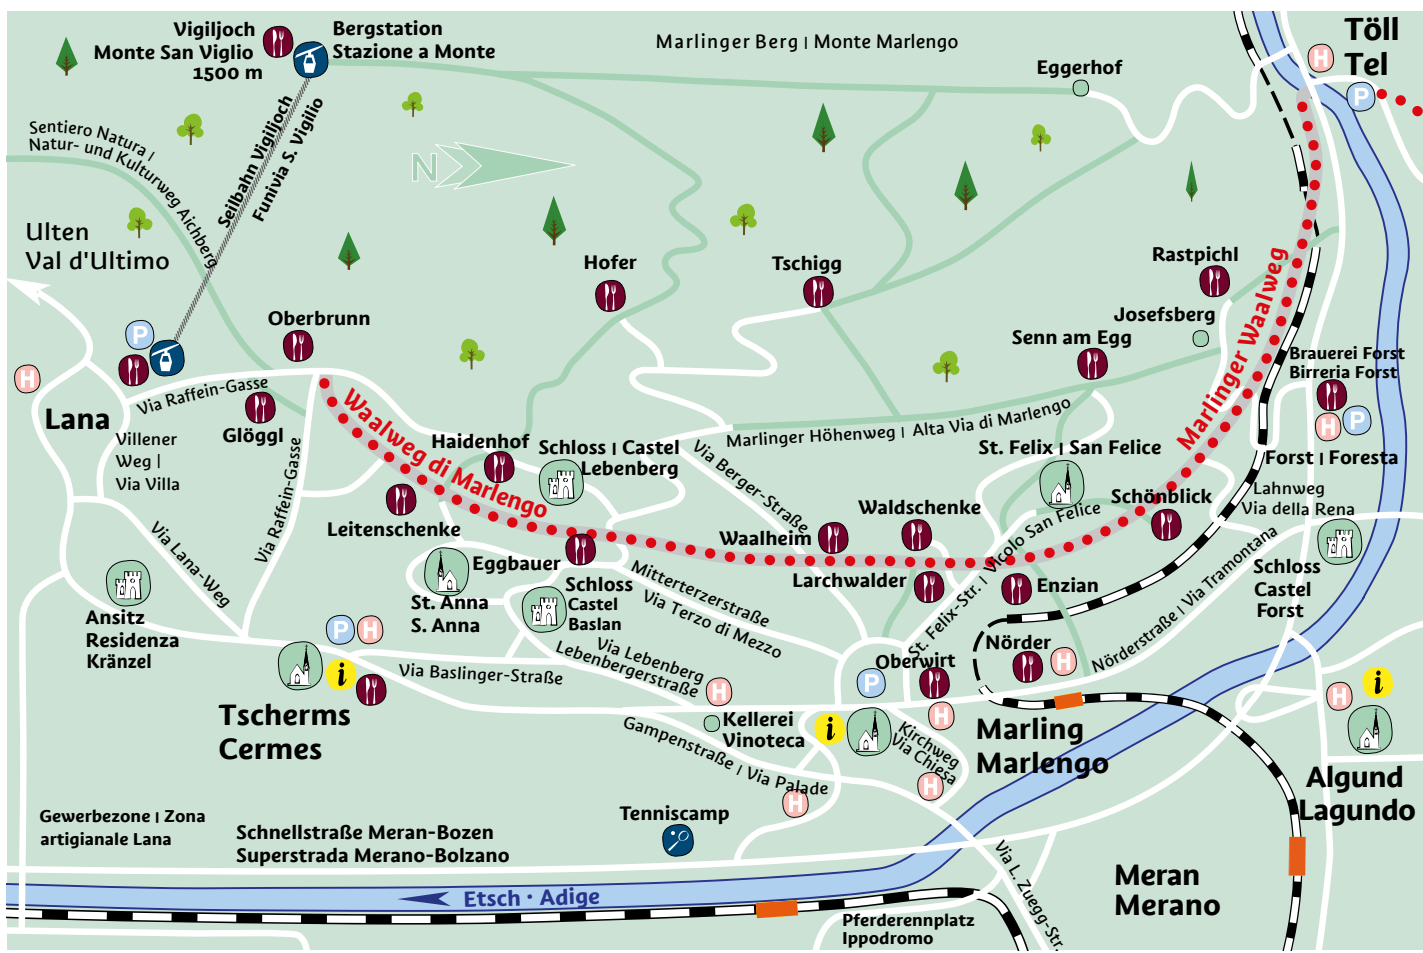 Vigiljoch
Monte San Viglio
1500 m
Bergstation
Stazione a Monte
Marlinger Berg | Monte Marlengo
Eggerhof
Töll
Tel
H
P
Sentiero Natura |
Natur- und Kulturweg Aichberg
Seilbahn Vigiljoch
Funivia S. Vigilio
N
Ulten
Val d'Ultimo
Hofer
Tschigg
Rastpichl
Josefsberg
Senn am Egg
Marlinger Waalweg
Brauerei Forst
Birreria Forst
H
P
Forst | Foresta
P
Oberbrunn
H
Lana
Via Raffein-Gasse
Glöggl
Villener
Weg |
Via Villa
Via Raffein-Gasse
Via Lana-Weg
Waalweg di Marlengo
Haidenhof
Schloss | Castel
Lebenberg
Leitenschenke
Marlinger Höhenweg | Alta Via di Marlengo
Via Berger-Straße
St. Felix | San Felice
Schönblick
Lahnweg
Via della Rena
Waldschenke
Waalheim
Larchwalder
St. Felix-Str. | Vicolo San Felice
Enzian
Schloss
Castel
Forst
Eggbauer
Schloss
Castel
Baslan
St. Anna
S. Anna
Mitterterzerstraße
Via Terzo di Mezzo
Ansitz
Residenza
Kränzel
P
H
i
Tscherms
Cermes
Via Baslinger-Straße
Via Lebenberg
Lebenbergerstraße
H
Kellerei
Vinoteca
i
P
Oberwirt
H
Nörder
H
Nörderstraße | Via Tramontana
Marling
Marlengo
Kirchweg
Via Chiesa
H
Gampenstraße | Via Palade
H
H
i
Algund
Lagundo
Tenniscamp
Gewerbezone | Zona
artigianale Lana
Schnellstraße Meran-Bozen
Superstrada Merano-Bolzano
Etsch · Adige
Via L. Zuegg-Str.
Meran
Merano
Pferderennplatz
Ippodromo